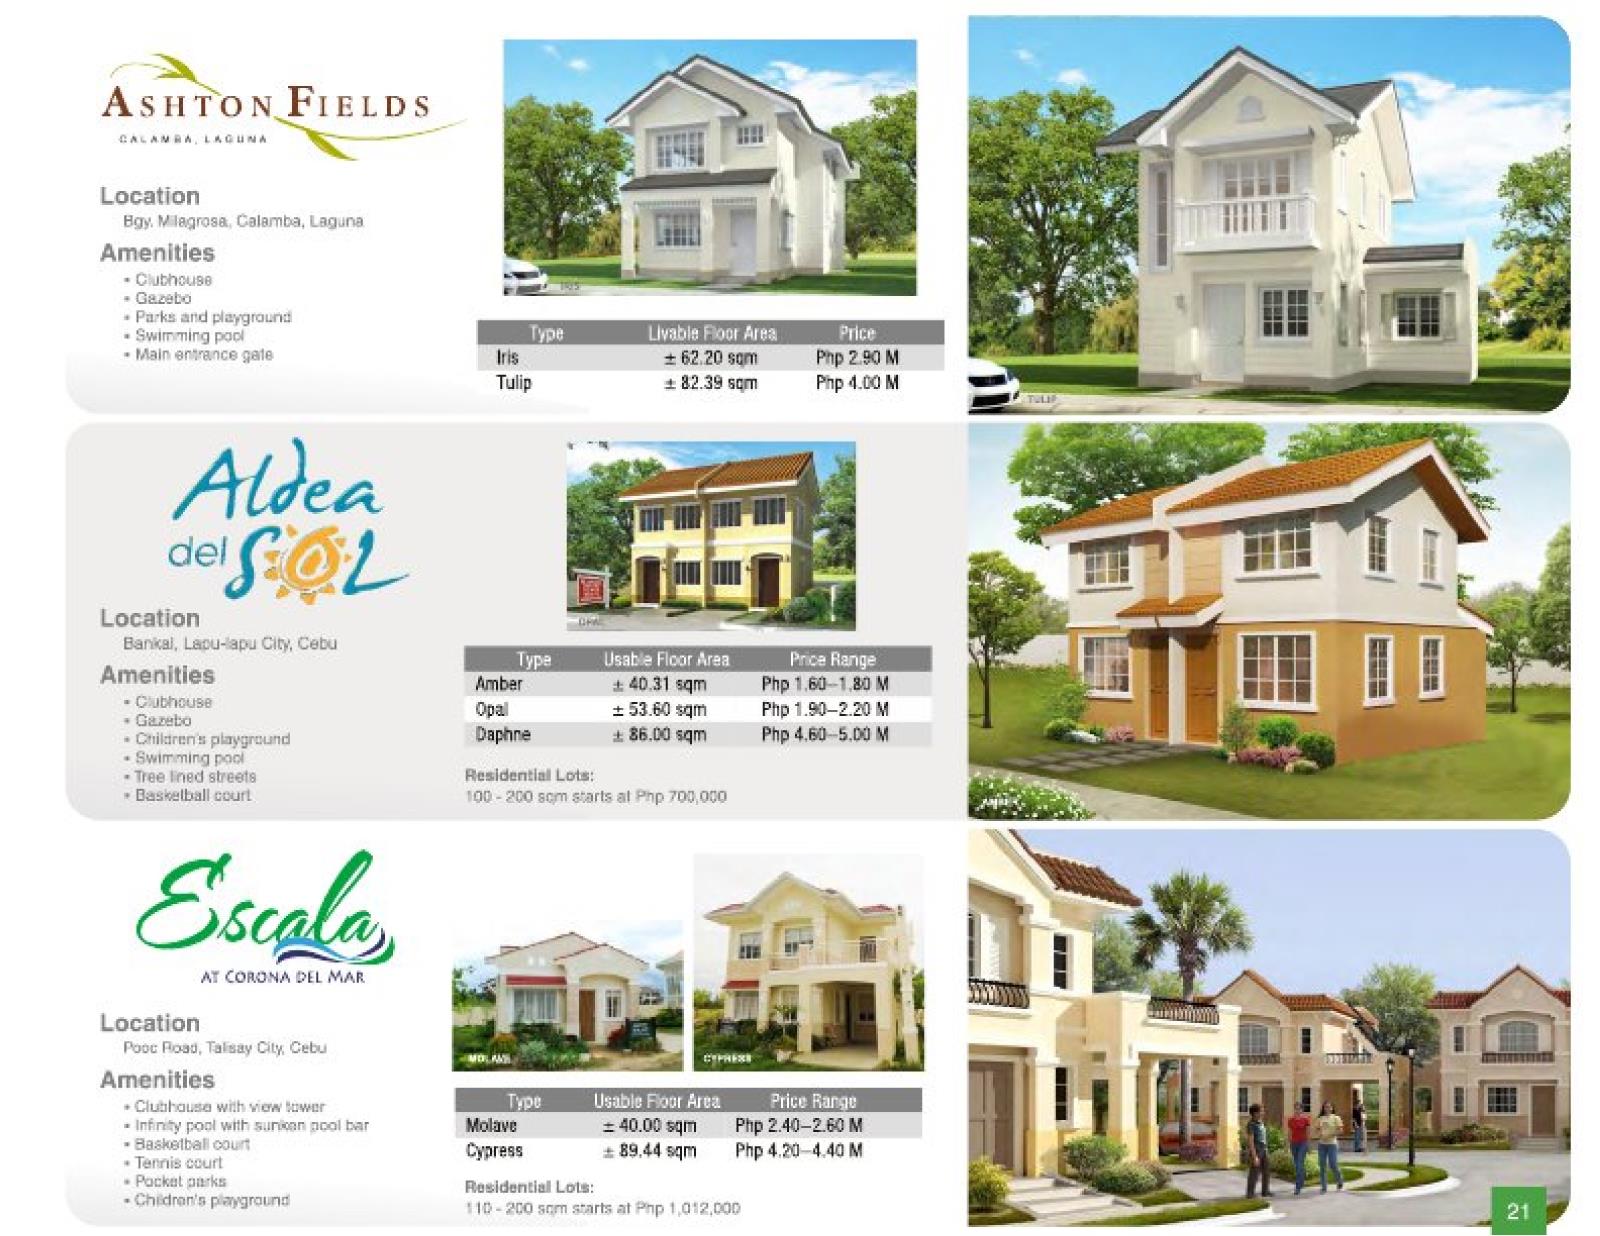 ASHTON FIELDS
CALAMBA, LAGUNA
Location
Bgy. Milagrosa, Calamba, Laguna
Amenities
• Clubhouse
• Gazebo
• Parks and playground
• Swimming pool
• Main entrance gate
IRIS
Type Livable Floor Area Price
Iris ± 62.20 sqm Php 2.90 M
Tulip ± 82.39 sqm Php 4.00 M
TULIP
Aldea
del SOL
Location
Bankal, Lapu-lapu City, Cebu
Amenities
• Clubhouse
• Gazebo
• Children's playground
• Swimming pool
• Tree lined streets
• Basketball court
OPAL
Type Usable Floor Area Price Range
Amber ± 40.31 sqm Php 1.60–1.80 M
Opal ± 53.60 sqm Php 1.90–2.20 M
Daphne ± 86.00 sqm Php 4.60–5.00 M
Residential Lots:
100 - 200 sqm starts at Php 700,000
AMBER
Escala
AT CORONA DEL MAR
Location
Pooc Road, Talisay City, Cebu
Amenities
• Clubhouse with view tower
• Infinity pool with sunken pool bar
• Basketball court
• Tennis court
• Pocket parks
• Children's playground
MOLAVE
CYPRESS
Type Usable Floor Area Price Range
Molave ± 40.00 sqm Php 2.40–2.60 M
Cypress ± 89.44 sqm Php 4.20–4.40 M
Residential Lots:
110 - 200 sqm starts at Php 1,012,000
21